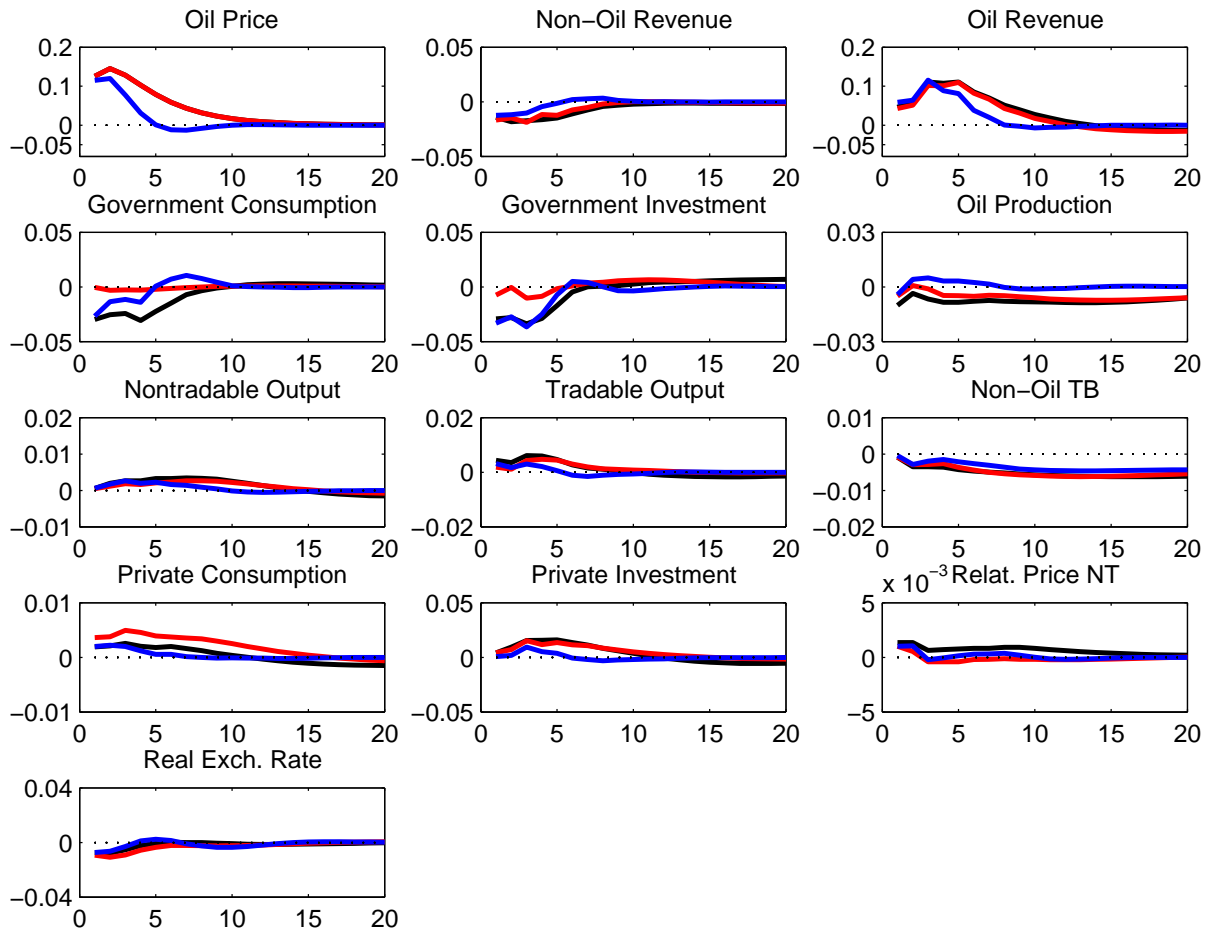 Oil Price
0.2
0.1
0
−0.05
0 5 10 15 20
Non−Oil Revenue
0.05
0
−0.05
0 5 10 15 20
Oil Revenue
0.2
0.1
0
−0.05
0 5 10 15 20
Government Consumption
0.05
0
−0.05
0 5 10 15 20
Government Investment
0.05
0
−0.05
0 5 10 15 20
Oil Production
0.03
0
−0.03
0 5 10 15 20
Nontradable Output
0.02
0.01
0
−0.01
0 5 10 15 20
Tradable Output
0.02
0
−0.02
0 5 10 15 20
Non−Oil TB
0.01
0
−0.01
−0.02
0 5 10 15 20
Private Consumption
0.01
0
−0.01
0 5 10 15 20
Private Investment
0.05
0
−0.05
0 5 10 15 20
x 10⁻³ Relat. Price NT
5
0
−5
0 5 10 15 20
Real Exch. Rate
0.04
0
−0.04
0 5 10 15 20